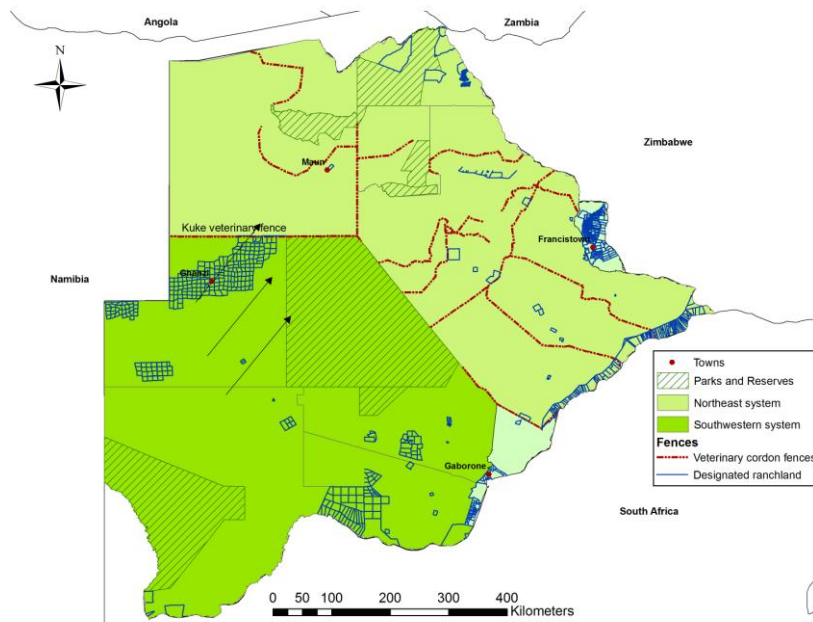 Angola
Zambia
N
Zimbabwe
Maun
Kuke veterinary fence
Francistown
Namibia
Ghanzi
Towns
Parks and Reserves
Northeast system
Southwestern system
Fences
Veterinary cordon fences
Designated ranchland
Gaborone
South Africa
0 50 100 200 300 400
Kilometers